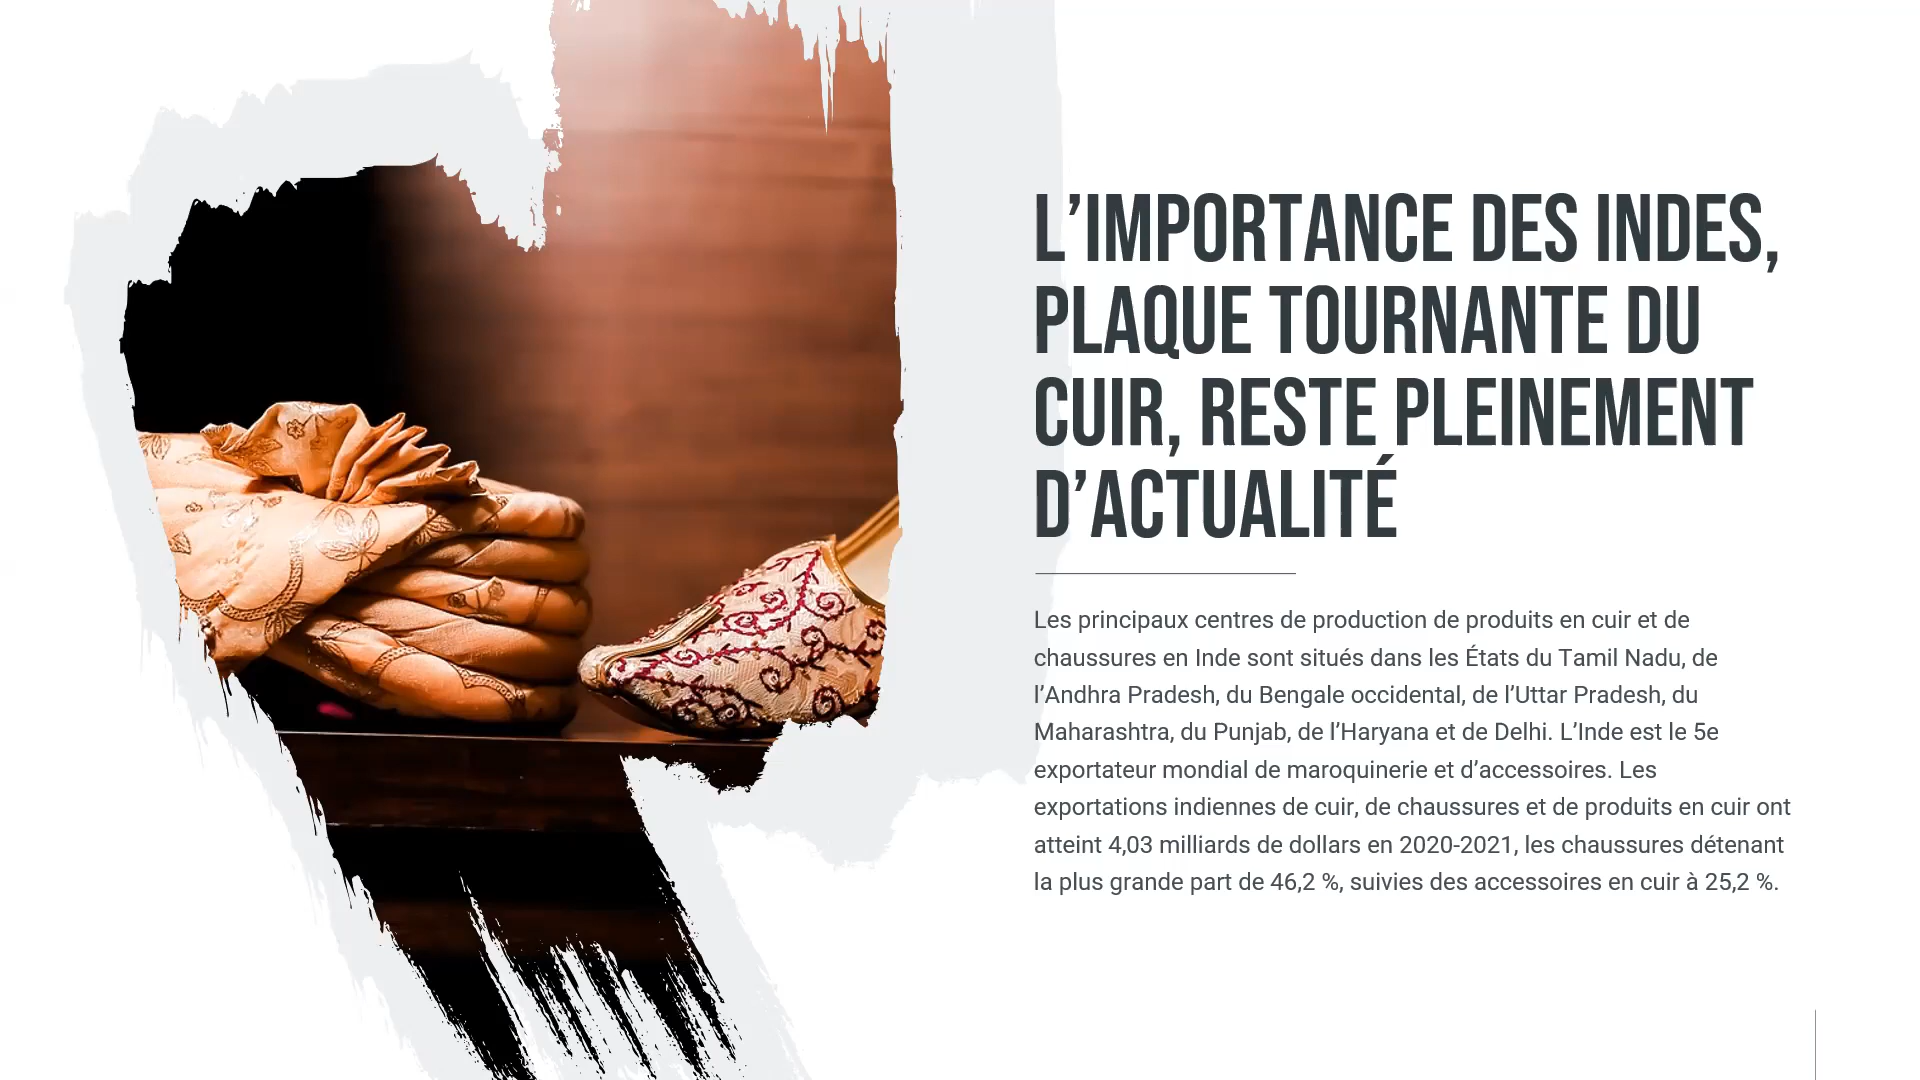 L’IMPORTANCE DES INDES,
PLAQUE TOURNANTE DU
CUIR, RESTE PLEINEMENT
D’ACTUALITÉ
Les principaux centres de production de produits en cuir et de
chaussures en Inde sont situés dans les États du Tamil Nadu, de
l’Andhra Pradesh, du Bengale occidental, de l’Uttar Pradesh, du
Maharashtra, du Punjab, de l’Haryana et de Delhi. L’Inde est le 5e
exportateur mondial de maroquinerie et d’accessoires. Les
exportations indiennes de cuir, de chaussures et de produits en cuir ont
atteint 4,03 milliards de dollars en 2020-2021, les chaussures détenant
la plus grande part de 46,2 %, suivies des accessoires en cuir à 25,2 %.